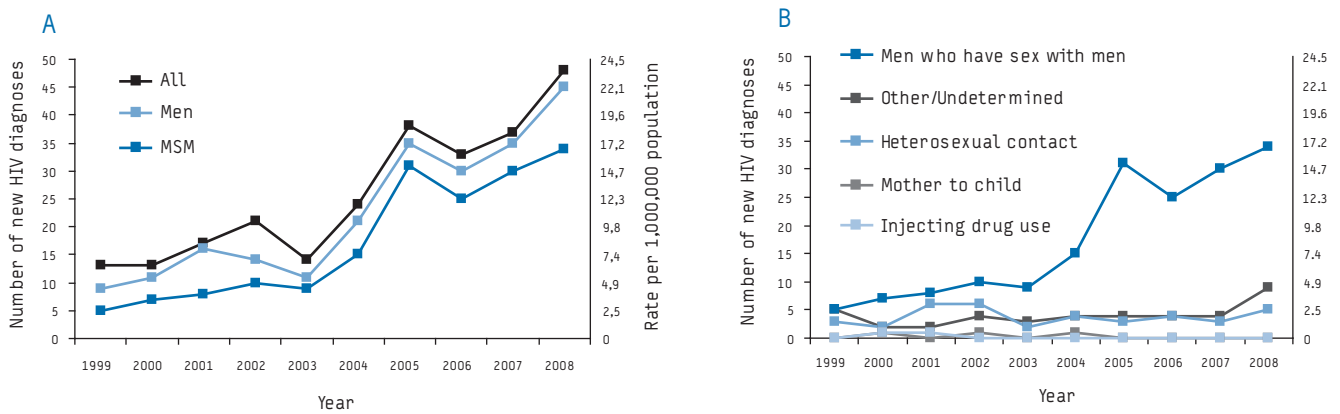 A
Number of new HIV diagnoses
50
45
40
35
30
25
20
15
10
5
0
All
Men
MSM
24,5
22,1
19,6
17,2
14,7
12,3
9,8
7,4
4,9
2,5
0
Rate per 1,000,000 population
1999 2000 2001 2002 2003 2004 2005 2006 2007 2008
Year
B
Number of new HIV diagnoses
50
45
40
35
30
25
20
15
10
5
0
Men who have sex with men
Other/Undetermined
Heterosexual contact
Mother to child
Injecting drug use
24.5
22.1
19.6
17.2
14.7
12.3
9.8
7.4
4.9
2.5
0
1999 2000 2001 2002 2003 2004 2005 2006 2007 2008
Year